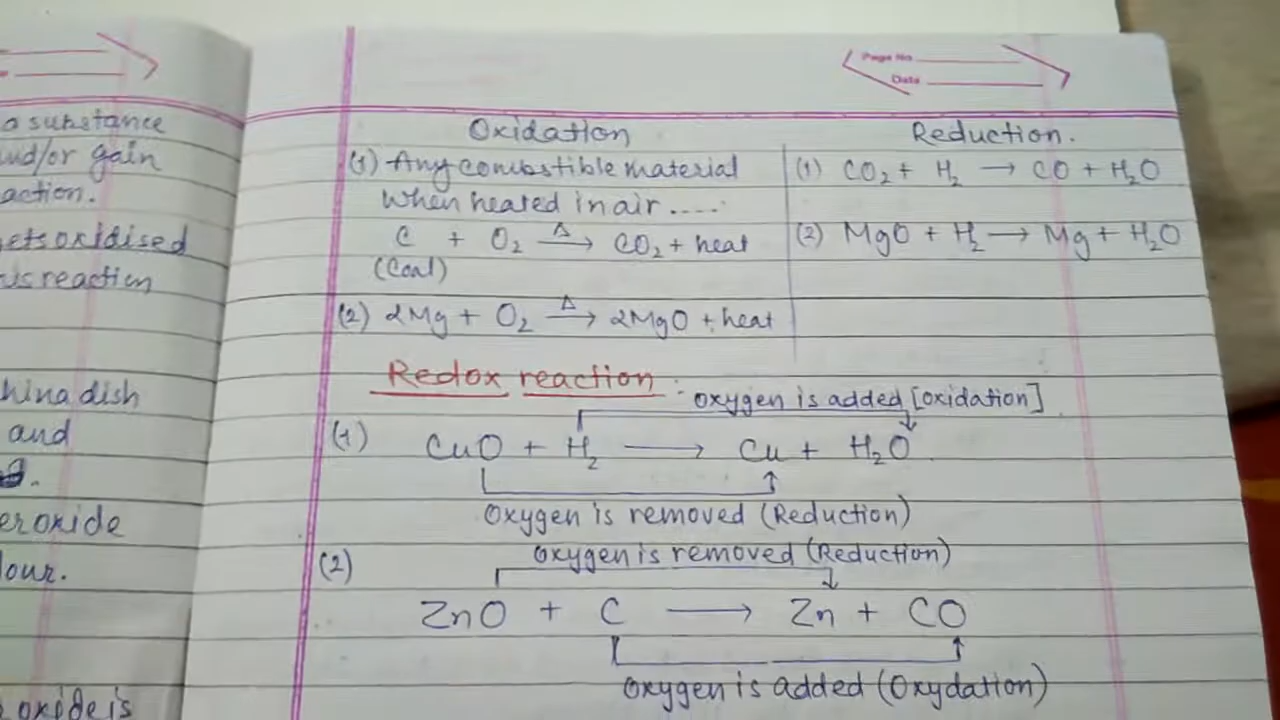 a substance
and/or gain
action.
ets oxidised
is reaction
hina dish
and
eroxide
lour.
oxide is
Page No
Date
Oxidation
(1) Any combstible material
When heated in air ....
C + O₂ Δ→ CO₂ + heat
(Coal)
(2) 2Mg + O₂ Δ→ 2MgO + heat
Reduction.
(1) CO₂ + H₂ → CO + H₂O
(2) MgO + H₂ → Mg + H₂O
Redox reaction :
oxygen is added [oxidation]
(1) CuO + H₂ → Cu + H₂O
Oxygen is removed (Reduction)
oxygen is removed (Reduction)
(2)
ZnO + C → Zn + CO
oxygen is added (Oxydation)